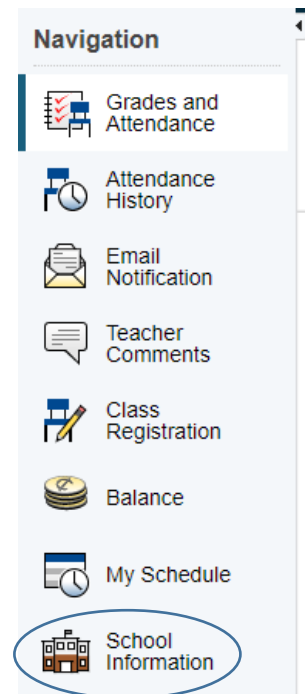 Navigation
Grades and
Attendance
Attendance
History
Email
Notification
Teacher
Comments
Class
Registration
Balance
My Schedule
School
Information